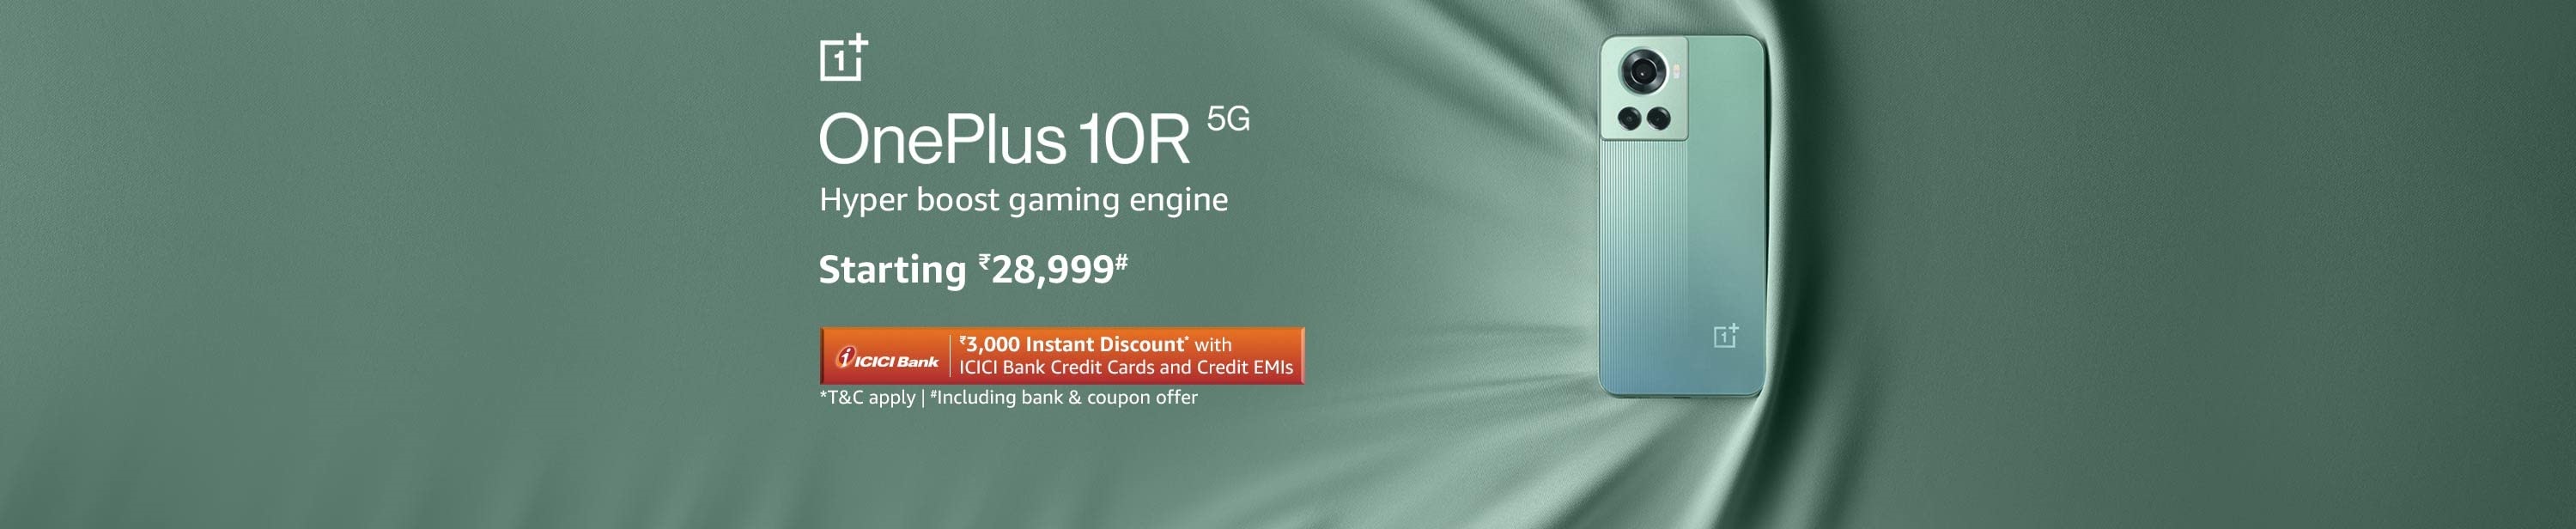 OnePlus 10R 5G
Hyper boost gaming engine
Starting ₹28,999#
ICICI Bank
₹3,000 Instant Discount* with
ICICI Bank Credit Cards and Credit EMIs
*T&C apply | #Including bank & coupon offer